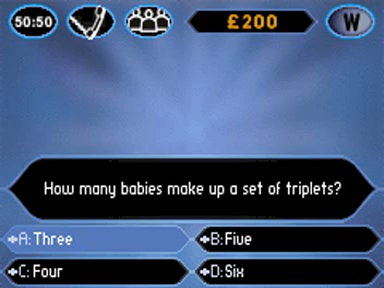 50:50 £200 W
How many babies make up a set of triplets?
A: Three B: Five
C: Four D: Six